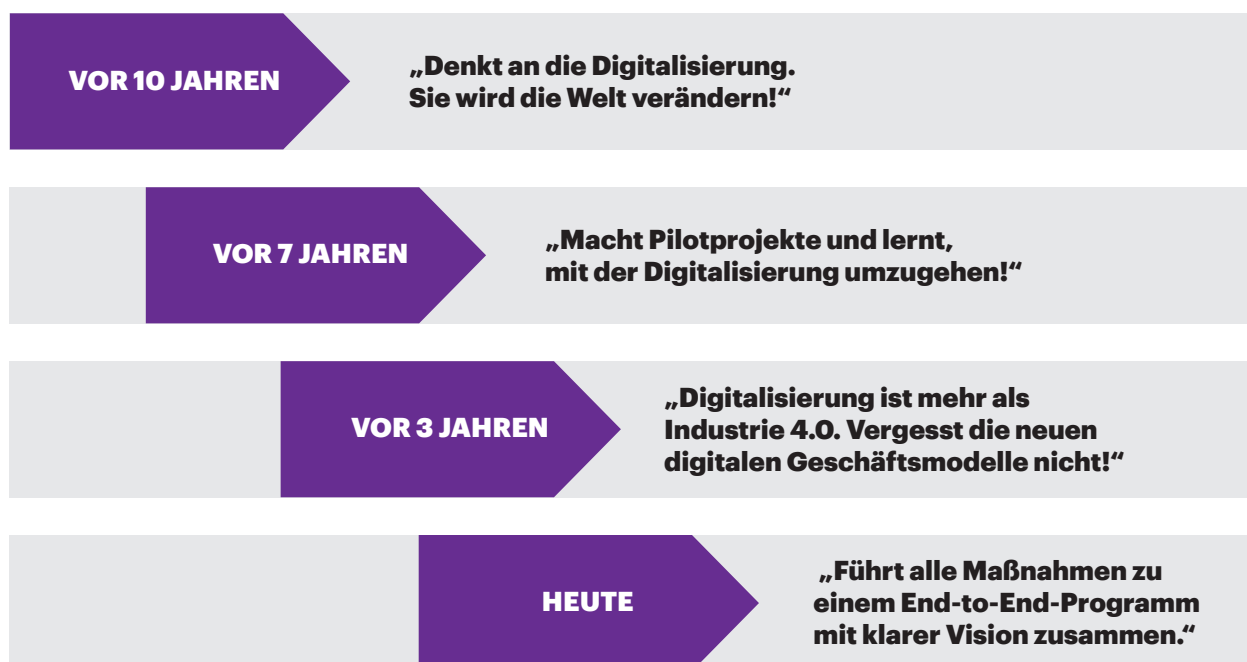 VOR 10 JAHREN
„Denkt an die Digitalisierung.
Sie wird die Welt verändern!“
VOR 7 JAHREN
„Macht Pilotprojekte und lernt,
mit der Digitalisierung umzugehen!“
VOR 3 JAHREN
„Digitalisierung ist mehr als
Industrie 4.0. Vergesst die neuen
digitalen Geschäftsmodelle nicht!“
HEUTE
„Führt alle Maßnahmen zu
einem End-to-End-Programm
mit klarer Vision zusammen.“